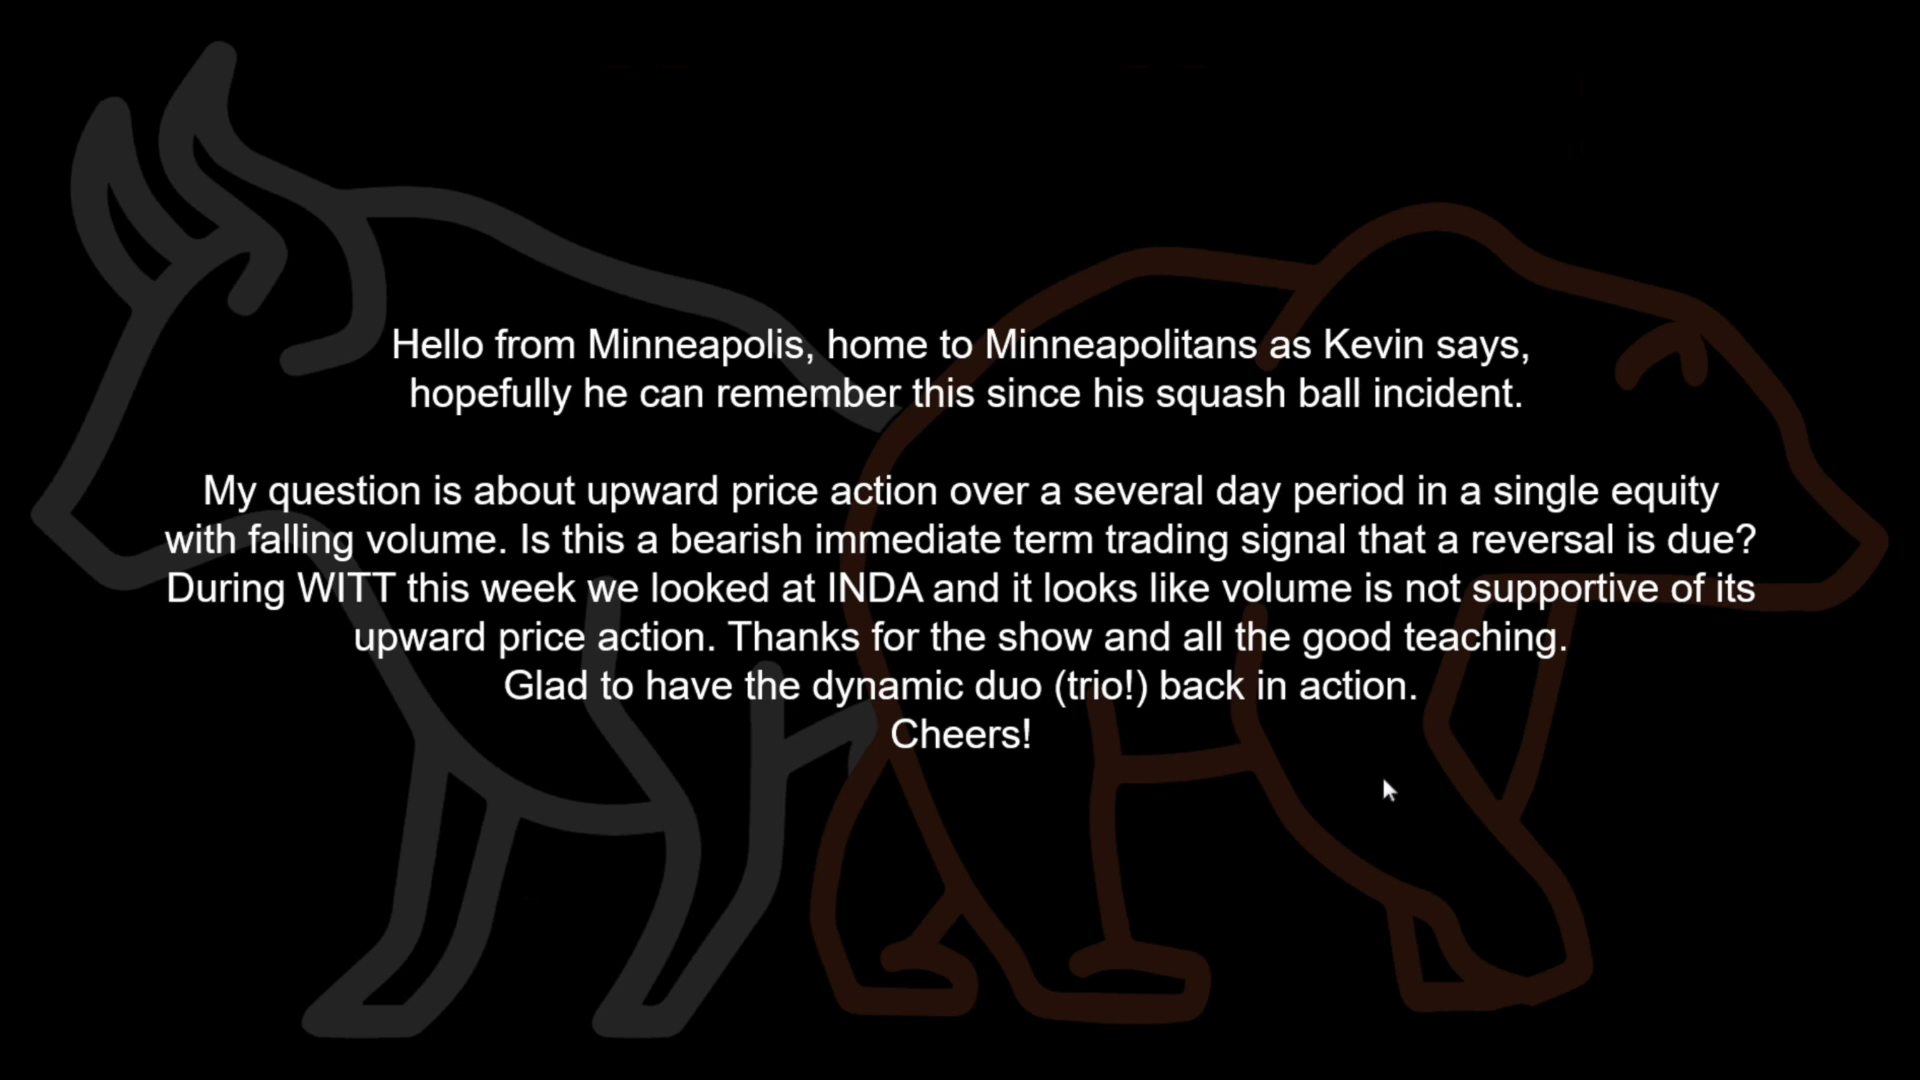 Hello from Minneapolis, home to Minneapolitans as Kevin says,
hopefully he can remember this since his squash ball incident.
My question is about upward price action over a several day period in a single equity
with falling volume. Is this a bearish immediate term trading signal that a reversal is due?
During WITT this week we looked at INDA and it looks like volume is not supportive of its
upward price action. Thanks for the show and all the good teaching.
Glad to have the dynamic duo (trio!) back in action.
Cheers!